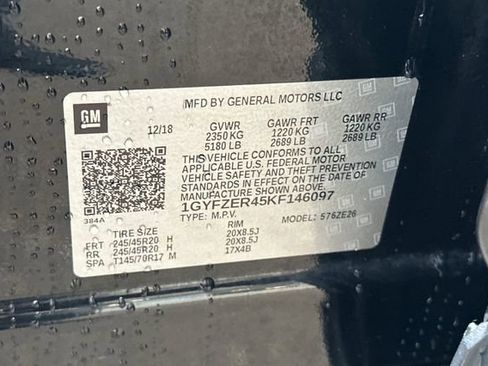 GM
MFD BY GENERAL MOTORS LLC
12/18 GVWR GAWR FRT GAWR RR
2350 KG 1220 KG 1220 KG
5180 LB 2689 LB 2689 LB
THIS VEHICLE CONFORMS TO ALL
APPLICABLE U.S. FEDERAL MOTOR
VEHICLE SAFETY AND THEFT PREVENTION
STANDARDS IN EFFECT ON THE DATE OF
MANUFACTURE SHOWN ABOVE.
1GYFZER45KF146097
384A
TYPE: M.P.V. MODEL: 576ZE26
TIRE SIZE RIM
FRT 245/45R20 H 20X8.5J
RR 245/45R20 H 20X8.5J
SPA T145/70R17 M 17X4B